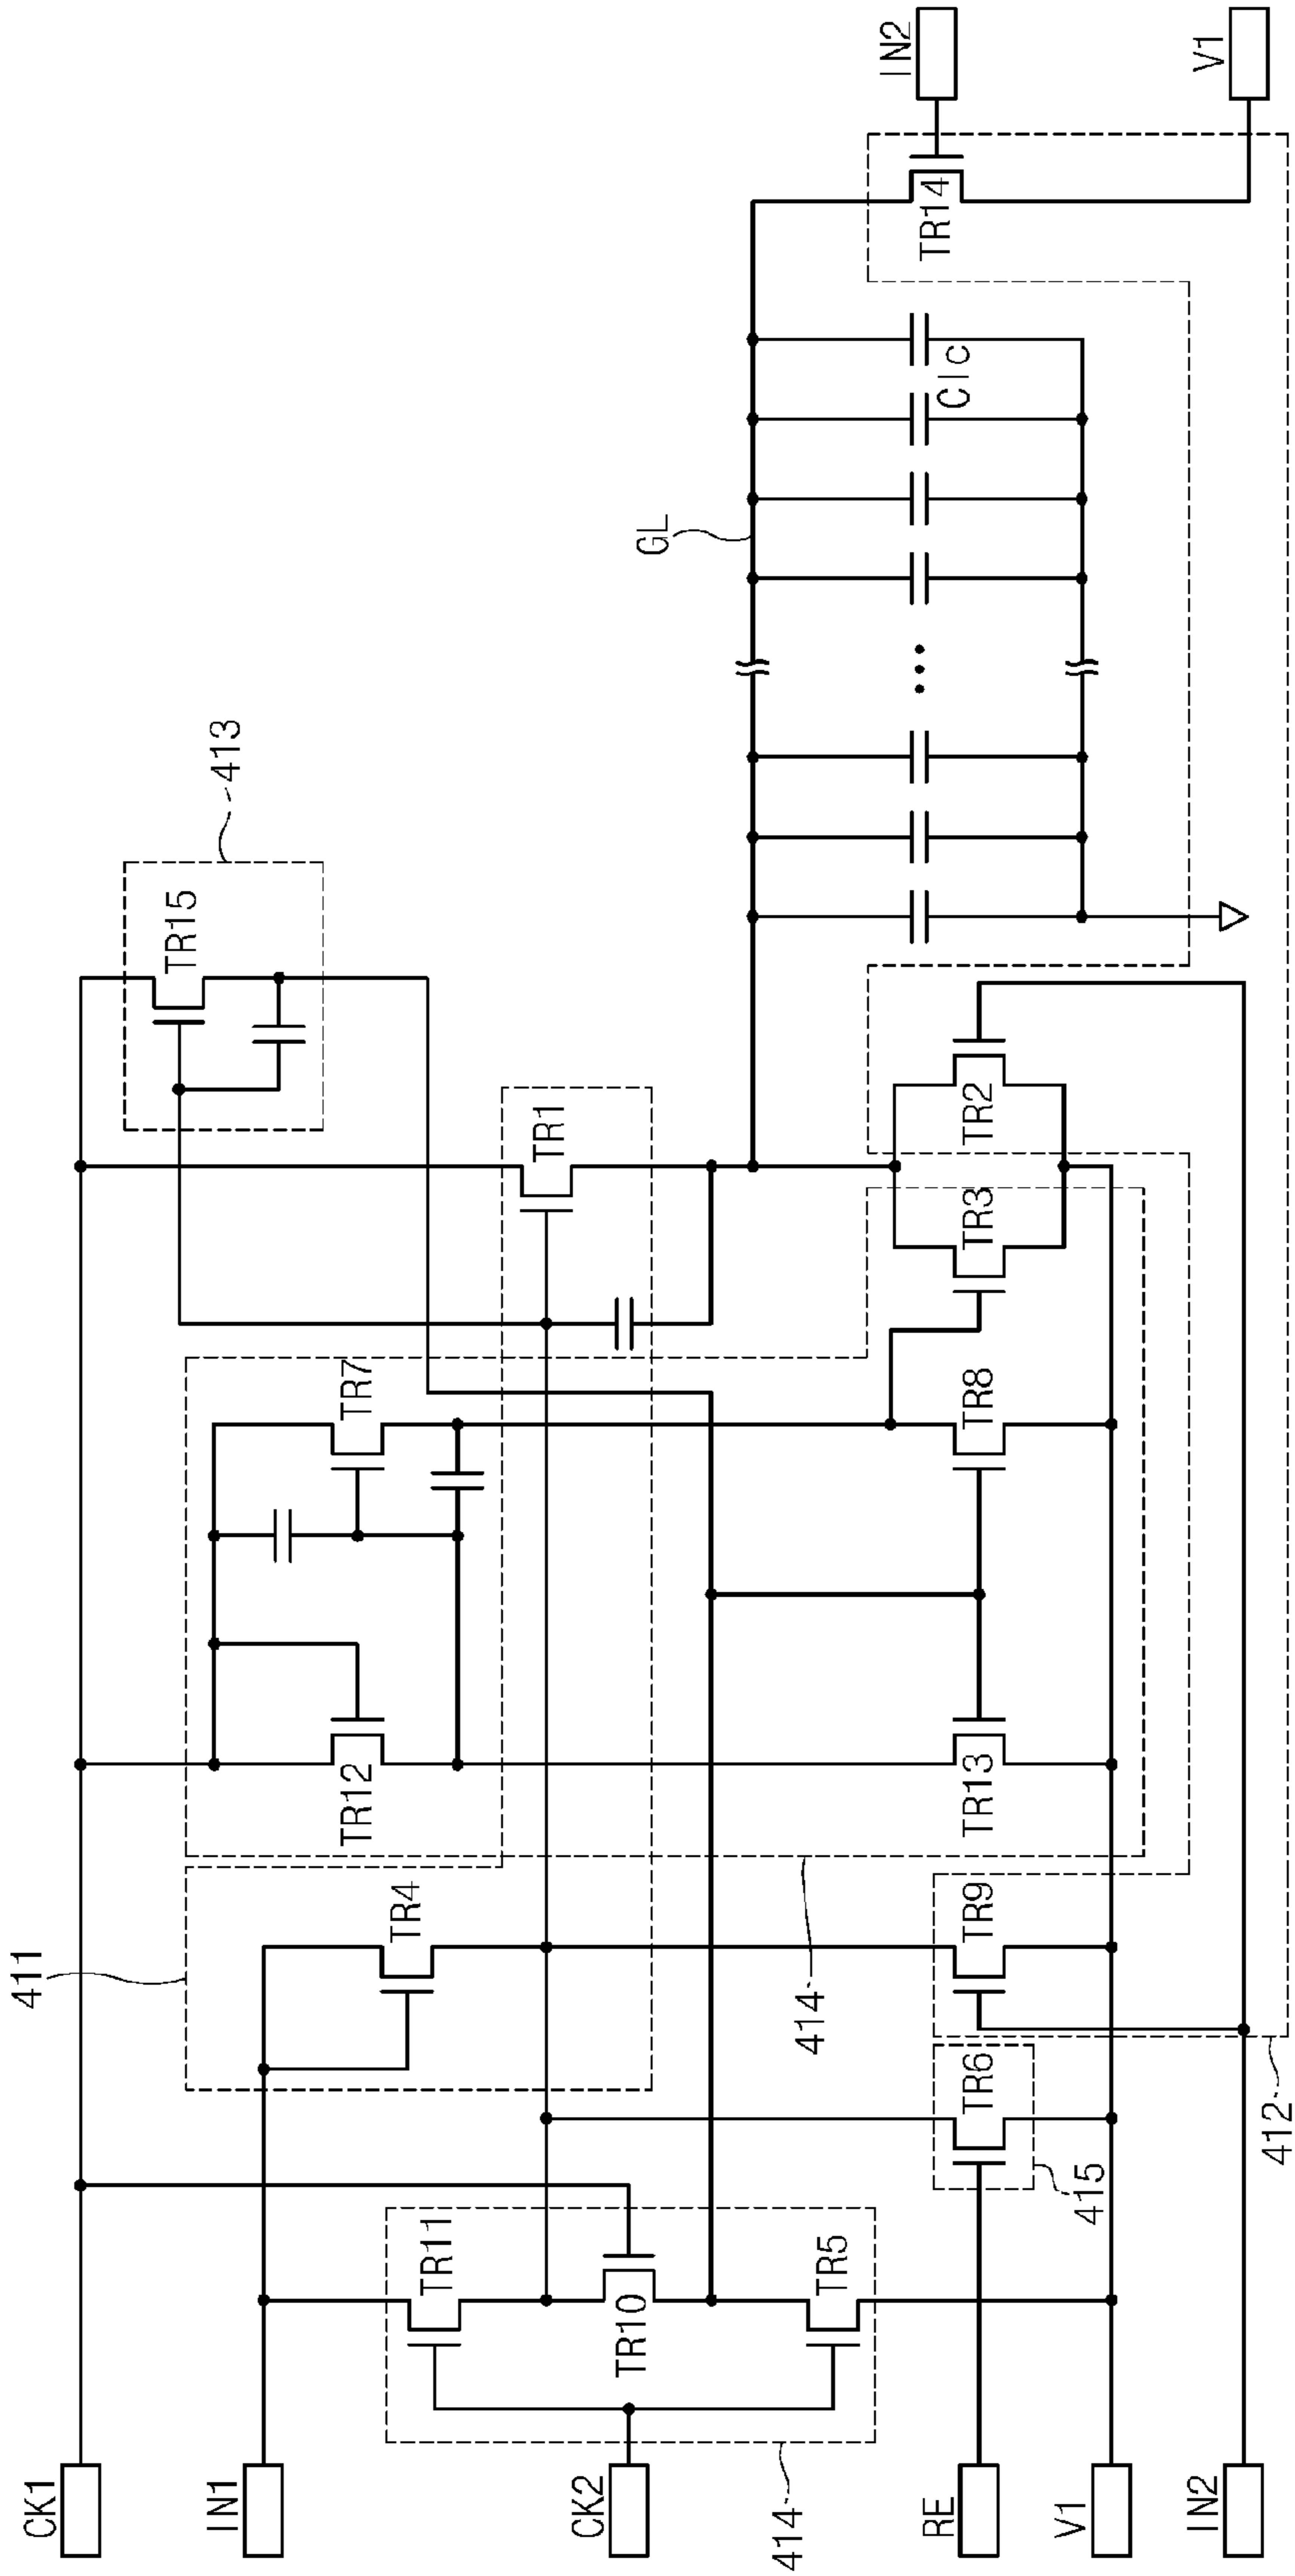 CK1
IN1
CK2
RE
V1
IN2
411
413
414
414
415
412
TR11
TR10
TR5
TR4
TR6
TR9
TR12
TR7
TR13
TR8
TR1
TR3
TR2
TR15
GL
Clc
TR14
IN2
V1